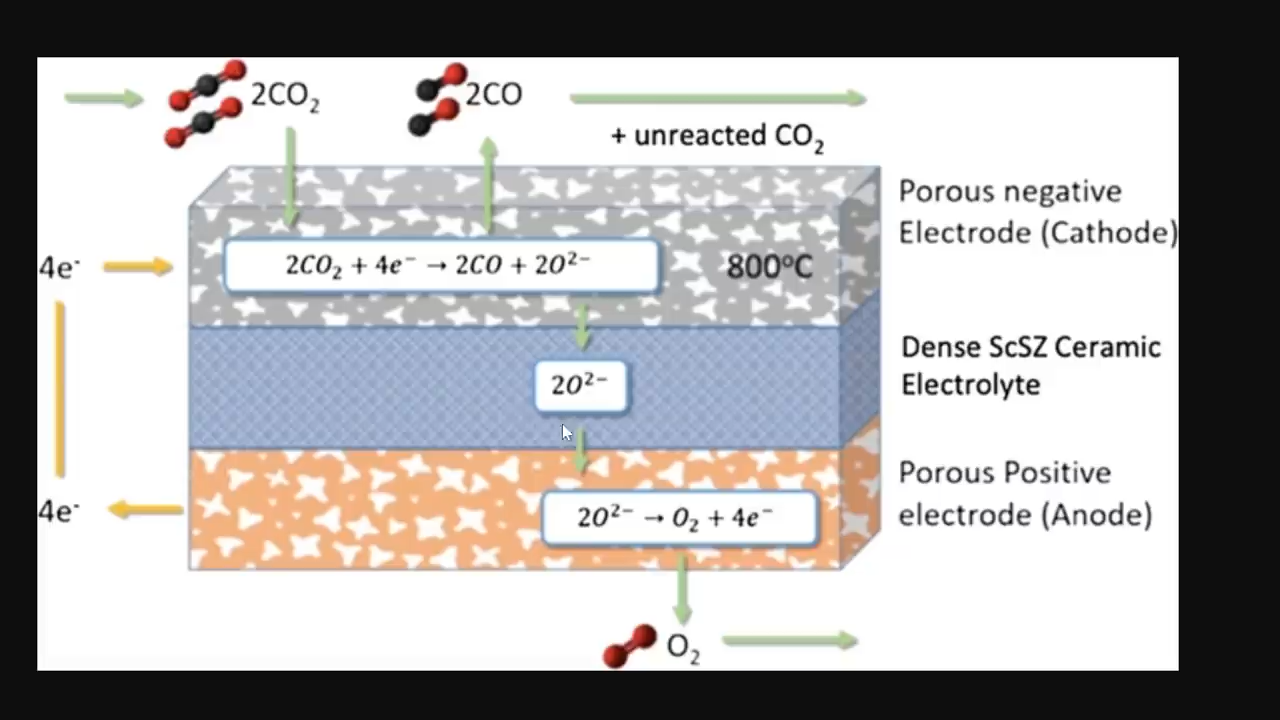 2CO₂
2CO
+ unreacted CO₂
Porous negative
Electrode (Cathode)
4e⁻
2CO₂ + 4e⁻ → 2CO + 2O²⁻
800°C
Dense ScSZ Ceramic
Electrolyte
2O²⁻
Porous Positive
electrode (Anode)
4e⁻
2O²⁻ → O₂ + 4e⁻
O₂